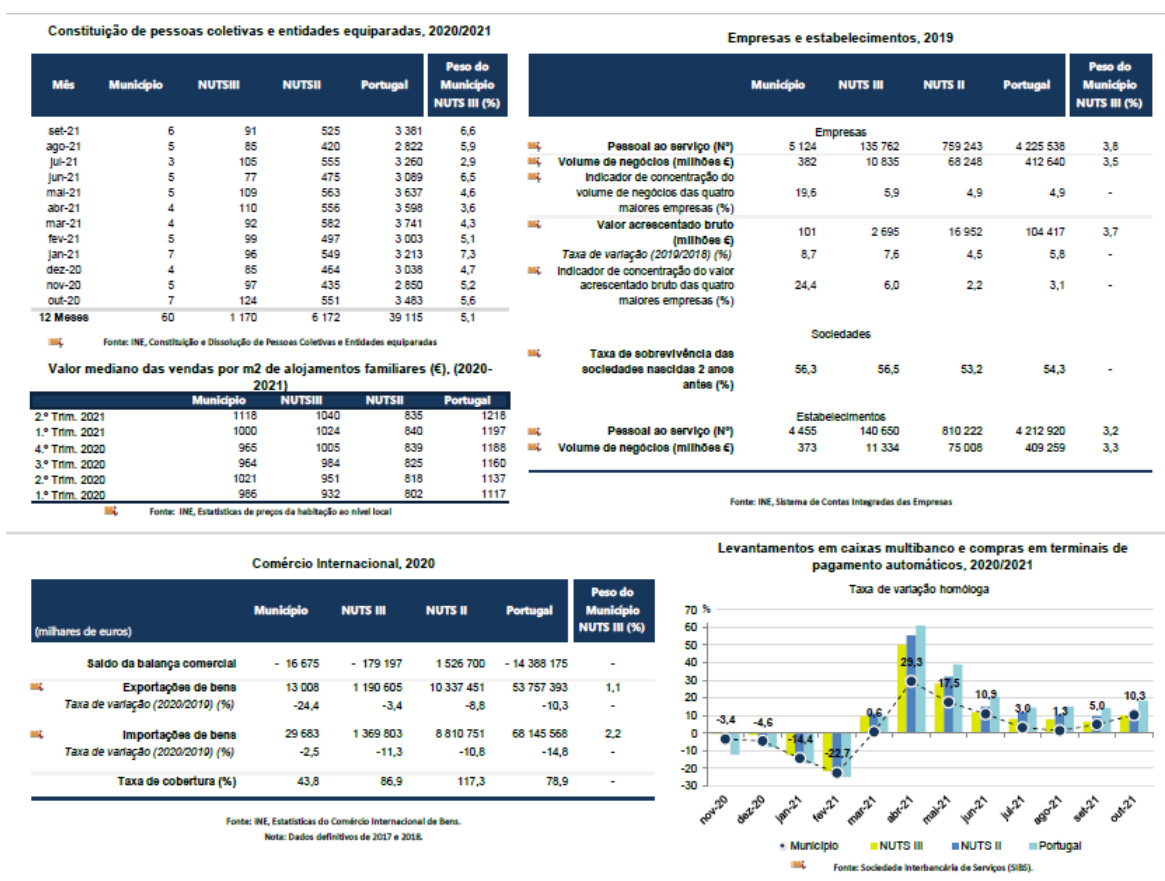 Constituição de pessoas coletivas e entidades equiparadas, 2020/2021
Mês Município NUTSIII NUTSII Portugal Peso do Município NUTS III (%)
set-21 6 91 525 3 381 6,6
ago-21 5 85 420 2 822 5,9
jul-21 3 105 555 3 260 2,9
jun-21 5 77 475 3 089 6,5
mai-21 5 109 563 3 637 4,6
abr-21 4 110 556 3 598 3,6
mar-21 4 92 582 3 741 4,3
fev-21 5 99 497 3 003 5,1
jan-21 7 96 549 3 213 7,3
dez-20 4 85 464 3 038 4,7
nov-20 5 97 435 2 850 5,2
out-20 7 124 551 3 483 5,6
12 Meses 60 1 170 6 172 39 115 5,1
Fonte: INE, Constituição e Dissolução de Pessoas Coletivas e Entidades equiparadas
Valor mediano das vendas por m2 de alojamentos familiares (€), (2020-
2021)
Município NUTSIII NUTSII Portugal
2.º Trim. 2021 1118 1040 835 1218
1.º Trim. 2021 1000 1024 840 1197
4.º Trim. 2020 965 1005 839 1188
3.º Trim. 2020 964 984 825 1160
2.º Trim. 2020 1021 951 818 1137
1.º Trim. 2020 986 932 802 1117
Fonte: INE, Estatísticas de preços da habitação ao nível local
Empresas e estabelecimentos, 2019
Município NUTS III NUTS II Portugal Peso do Município NUTS III (%)
Empresas
Pessoal ao serviço (Nº) 5 124 135 762 759 243 4 225 538 3,8
Volume de negócios (milhões €) 382 10 835 68 248 412 640 3,5
Indicador de concentração do
volume de negócios das quatro 19,6 5,9 4,9 4,9 -
maiores empresas (%)
Valor acrescentado bruto
(milhões €) 101 2 695 16 952 104 417 3,7
Taxa de variação (2019/2018) (%) 8,7 7,6 4,5 5,8 -
Indicador de concentração do valor
acrescentado bruto das quatro 24,4 6,0 2,2 3,1 -
maiores empresas (%)
Sociedades
Taxa de sobrevivência das
sociedades nascidas 2 anos 56,3 56,5 53,2 54,3 -
antes (%)
Estabelecimentos
Pessoal ao serviço (Nº) 4 455 140 650 810 222 4 212 920 3,2
Volume de negócios (milhões €) 373 11 334 75 008 409 259 3,3
Fonte: INE, Sistema de Contas Integradas das Empresas
Comércio Internacional, 2020
(milhares de euros) Município NUTS III NUTS II Portugal Peso do Município NUTS III (%)
Saldo da balança comercial - 16 675 - 179 197 1 526 700 - 14 388 175 -
Exportações de bens 13 008 1 190 605 10 337 451 53 757 393 1,1
Taxa de variação (2020/2019) (%) -24,4 -3,4 -8,8 -10,3 -
Importações de bens 29 683 1 369 803 8 810 751 68 145 568 2,2
Taxa de variação (2020/2019) (%) -2,5 -11,3 -10,8 -14,8 -
Taxa de cobertura (%) 43,8 86,9 117,3 78,9 -
Fonte: INE, Estatísticas do Comércio Internacional de Bens.
Nota: Dados definitivos de 2017 e 2018.
Levantamentos em caixas multibanco e compras em terminais de
pagamento automáticos, 2020/2021
Taxa de variação homóloga
70 %
60
50
40
30
20
10
0
-10
-20
-30
-3,4 -4,6 -14,4 -22,7 0,6 29,3 17,5 10,9 3,0 1,3 5,0 10,3
nov-20 dez-20 jan-21 fev-21 mar-21 abr-21 mai-21 jun-21 jul-21 ago-21 set-21 out-21
Município NUTS III NUTS II Portugal
Fonte: Sociedade Interbancária de Serviços (SIBS).